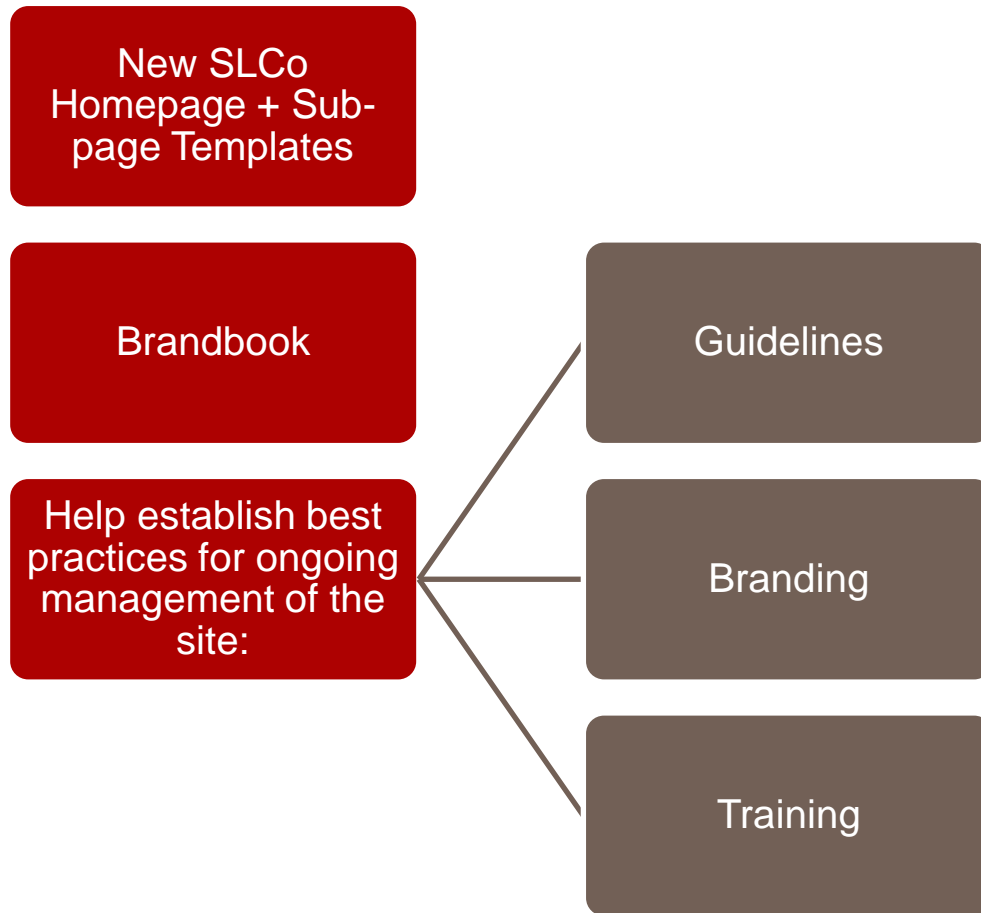 New SLCo
Homepage + Sub-
page Templates
Brandbook
Help establish best
practices for ongoing
management of the
site:
Guidelines
Branding
Training